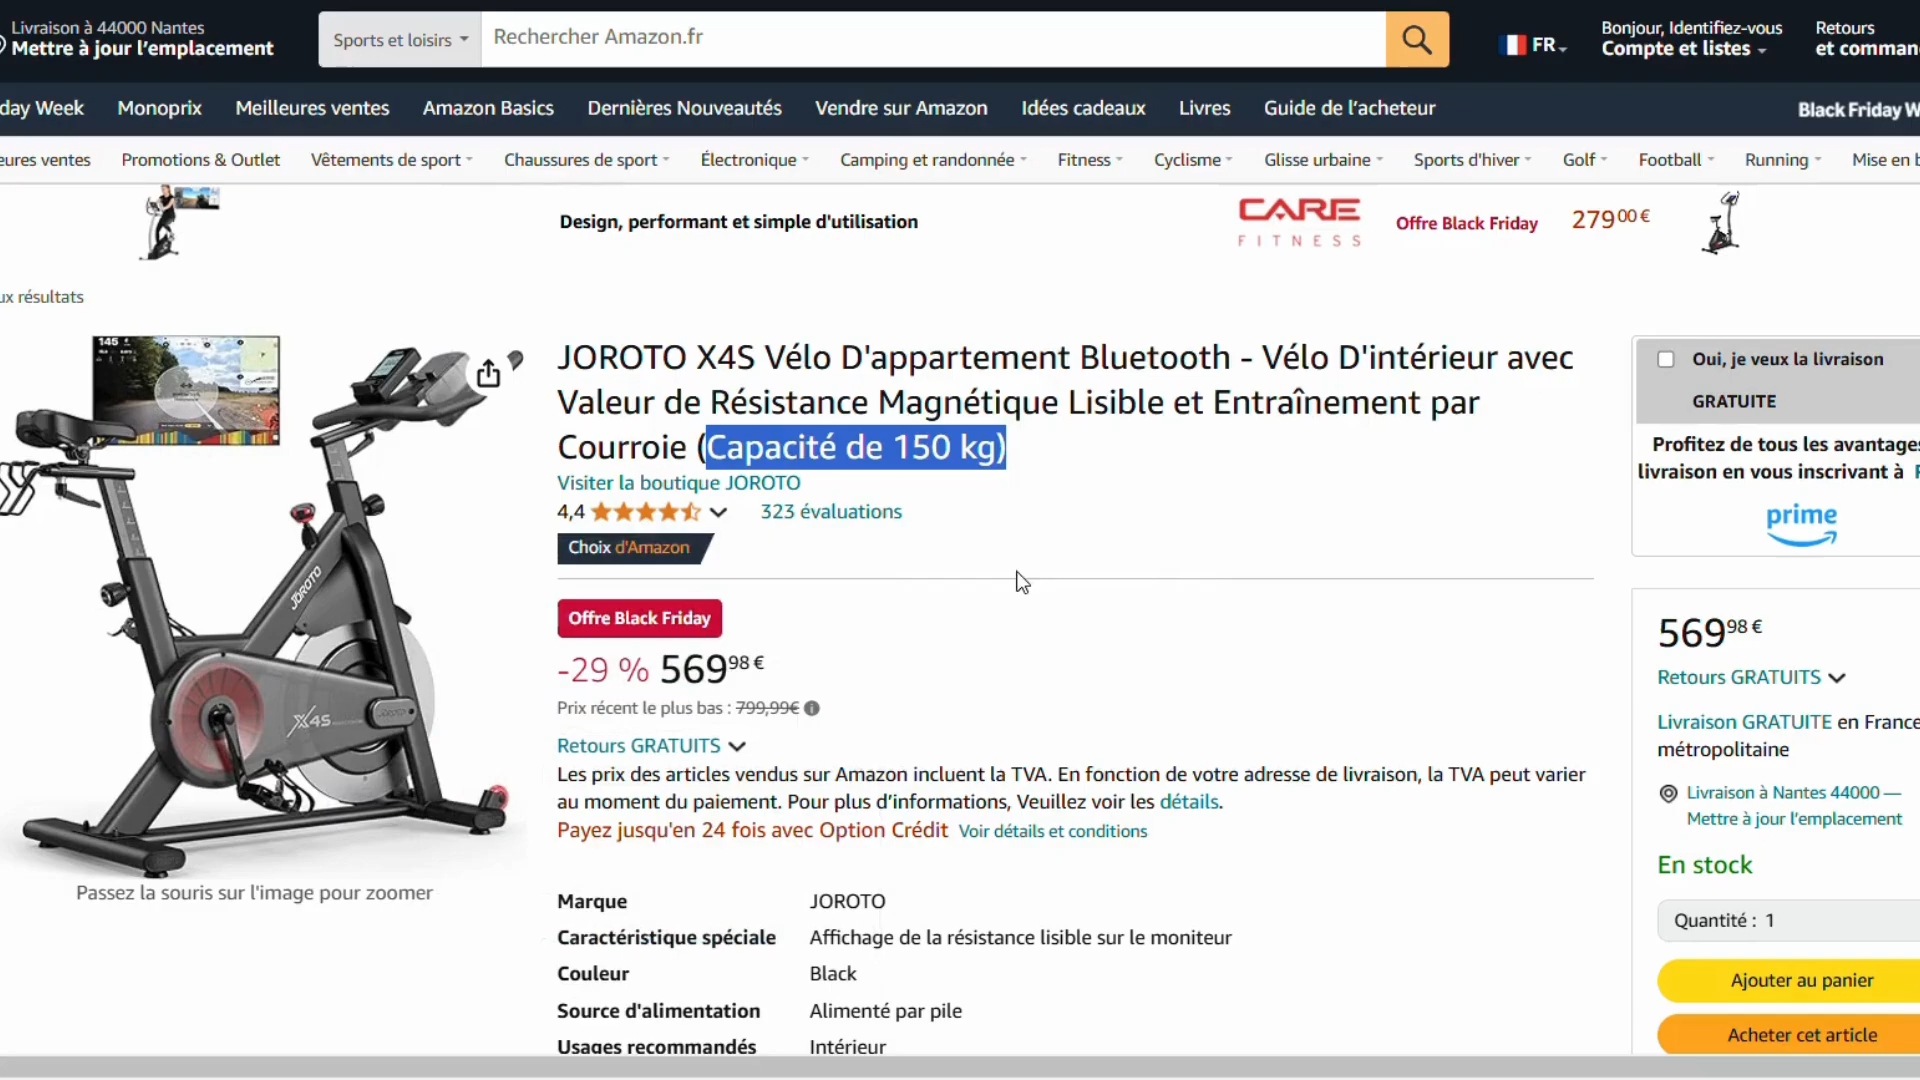 Livraison à 44000 Nantes
Mettre à jour l'emplacement
Sports et loisirs
Rechercher Amazon.fr
FR
Bonjour, Identifiez-vous
Compte et listes
Retours
et comman
day Week
Monoprix
Meilleures ventes
Amazon Basics
Dernières Nouveautés
Vendre sur Amazon
Idées cadeaux
Livres
Guide de l'acheteur
Black Friday W
eures ventes
Promotions & Outlet
Vêtements de sport
Chaussures de sport
Électronique
Camping et randonnée
Fitness
Cyclisme
Glisse urbaine
Sports d'hiver
Golf
Football
Running
Mise en b
Design, performant et simple d'utilisation
CARE
FITNESS
Offre Black Friday
27900 €
ux résultats
145
JOROTO
X4S
Passez la souris sur l'image pour zoomer
JOROTO X4S Vélo D'appartement Bluetooth - Vélo D'intérieur avec
Valeur de Résistance Magnétique Lisible et Entraînement par
Courroie (Capacité de 150 kg)
Visiter la boutique JOROTO
4,4
323 évaluations
Choix d'Amazon
Offre Black Friday
-29 % 56998 €
Prix récent le plus bas : 799,99€
Retours GRATUITS
Les prix des articles vendus sur Amazon incluent la TVA. En fonction de votre adresse de livraison, la TVA peut varier
au moment du paiement. Pour plus d'informations, Veuillez voir les détails.
Payez jusqu'en 24 fois avec Option Crédit Voir détails et conditions
Marque JOROTO
Caractéristique spéciale Affichage de la résistance lisible sur le moniteur
Couleur Black
Source d'alimentation Alimenté par pile
Usages recommandés Intérieur
Oui, je veux la livraison
GRATUITE
Profitez de tous les avantages
livraison en vous inscrivant à P
prime
56998 €
Retours GRATUITS
Livraison GRATUITE en France
métropolitaine
Livraison à Nantes 44000 —
Mettre à jour l'emplacement
En stock
Quantité : 1
Ajouter au panier
Acheter cet article